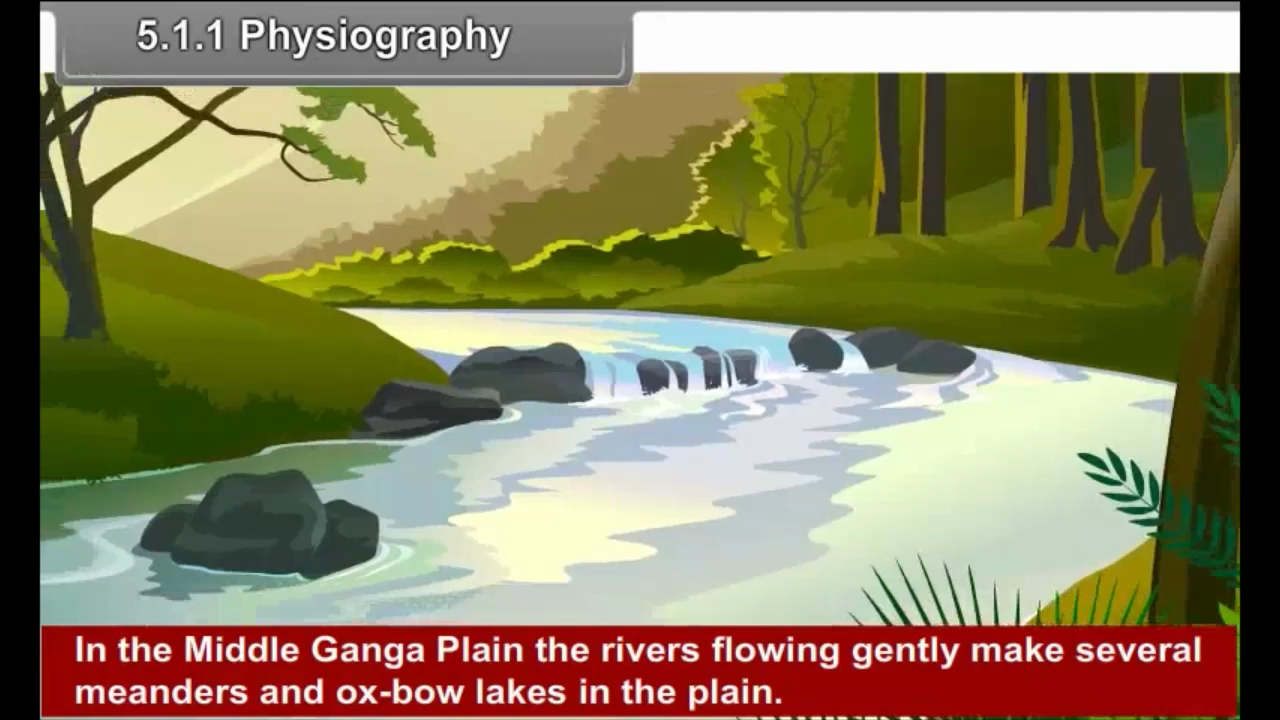 5.1.1 Physiography
In the Middle Ganga Plain the rivers flowing gently make several
meanders and ox-bow lakes in the plain.